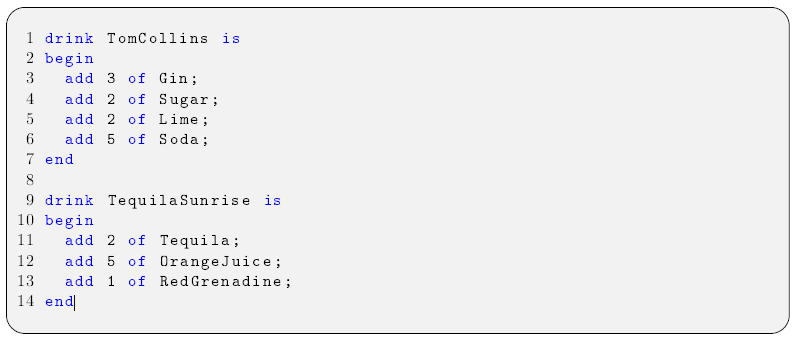 1 drink TomCollins is
2 begin
3   add 3 of Gin;
4   add 2 of Sugar;
5   add 2 of Lime;
6   add 5 of Soda;
7 end
8
9 drink TequilaSunrise is
10 begin
11   add 2 of Tequila;
12   add 5 of OrangeJuice;
13   add 1 of RedGrenadine;
14 end